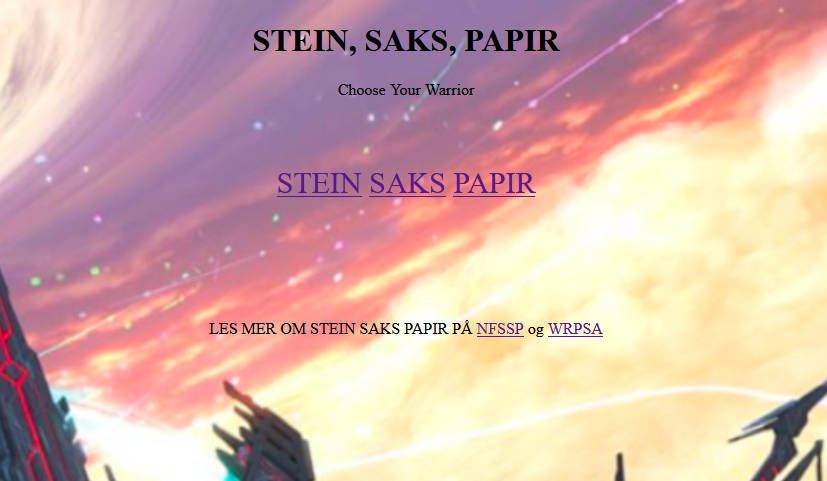 STEIN, SAKS, PAPIR
Choose Your Warrior
STEIN SAKS PAPIR
LES MER OM STEIN SAKS PAPIR PÅ NFSSP og WRPSA